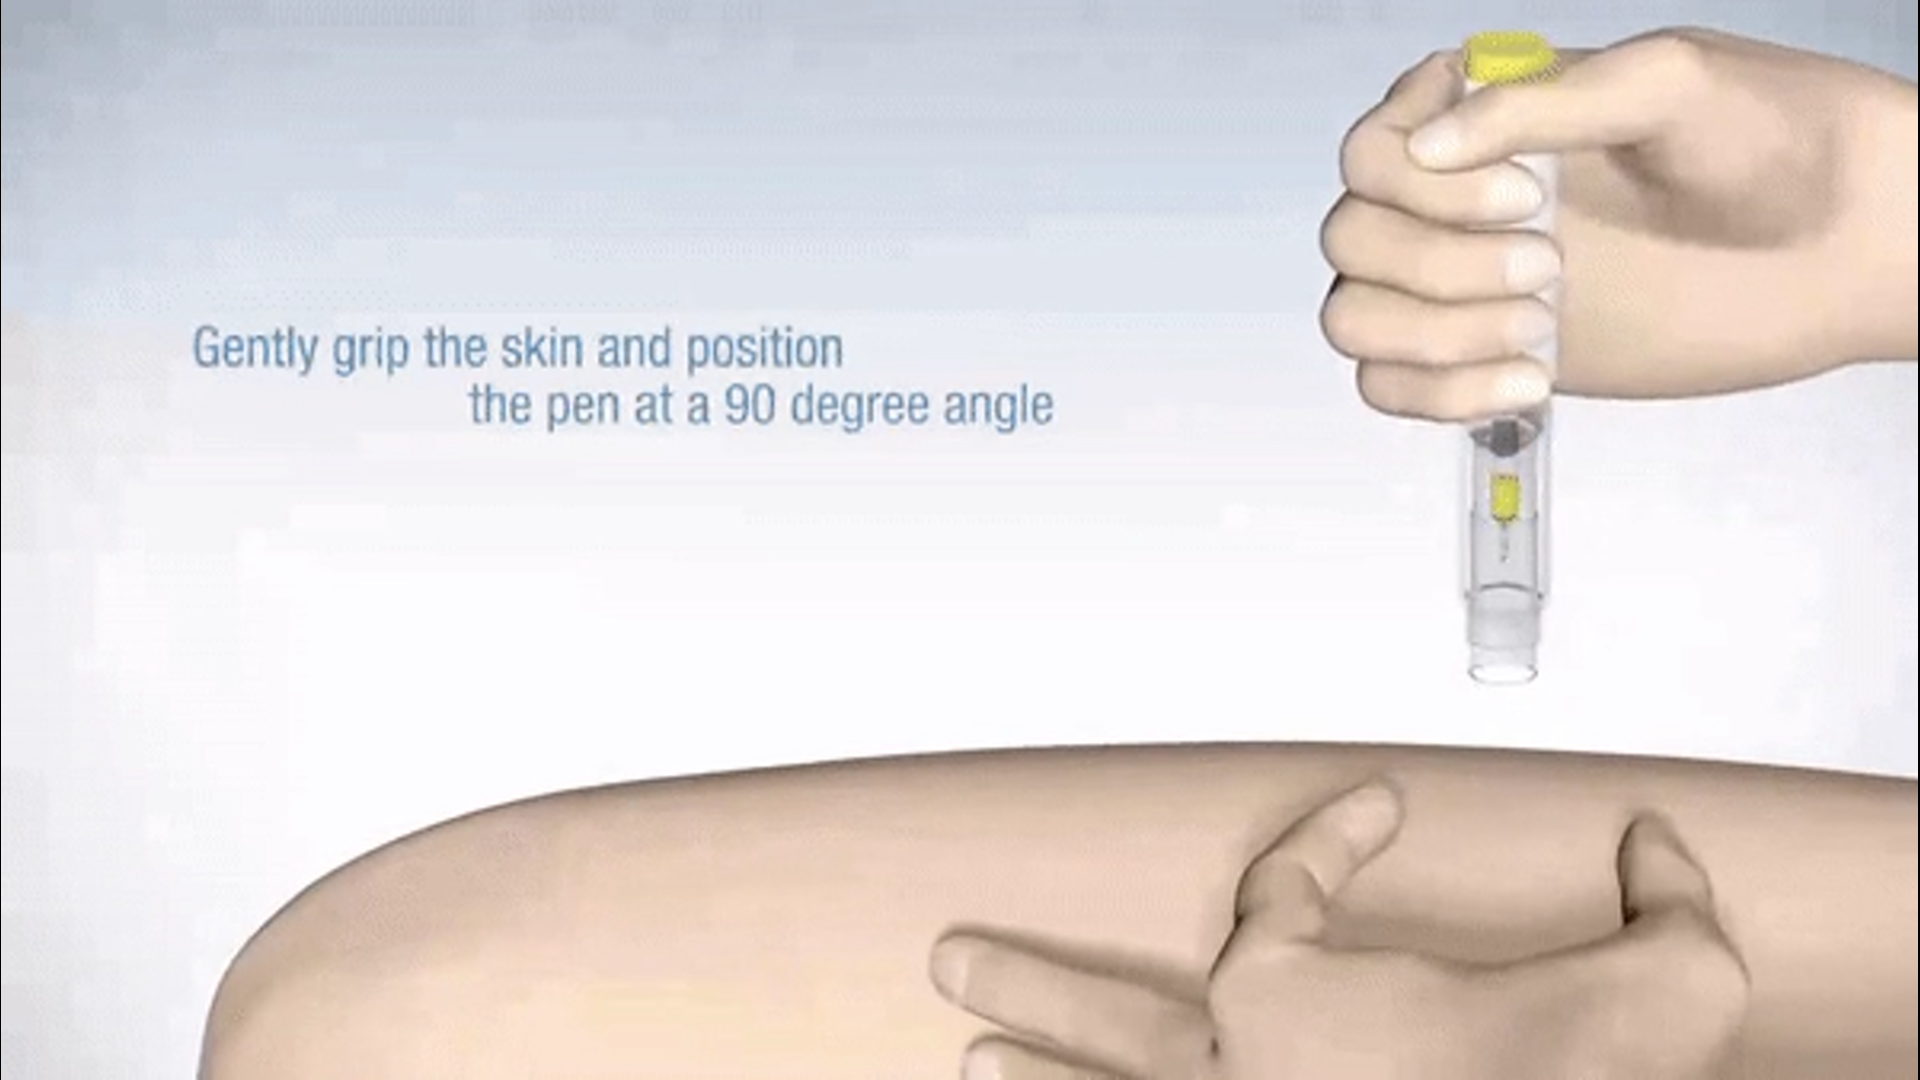 Gently grip the skin and position
the pen at a 90 degree angle